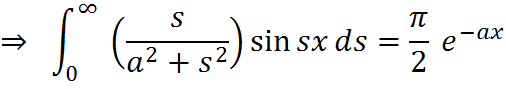 ⇒ ∫₀^∞ (s/(a² + s²)) sin sx ds = π/2 e^{−ax}